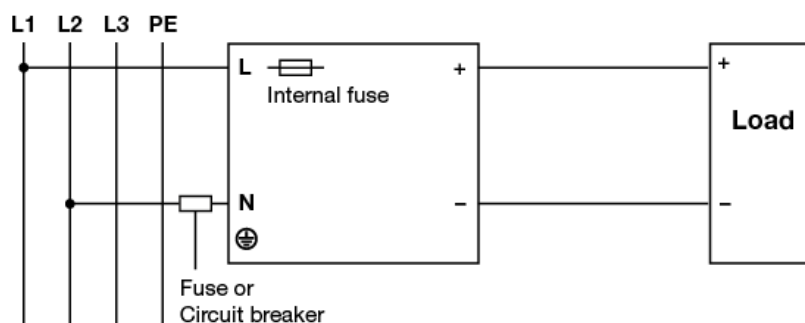 L1 L2 L3 PE
L + +
Internal fuse
Load
N − −
Fuse or
Circuit breaker